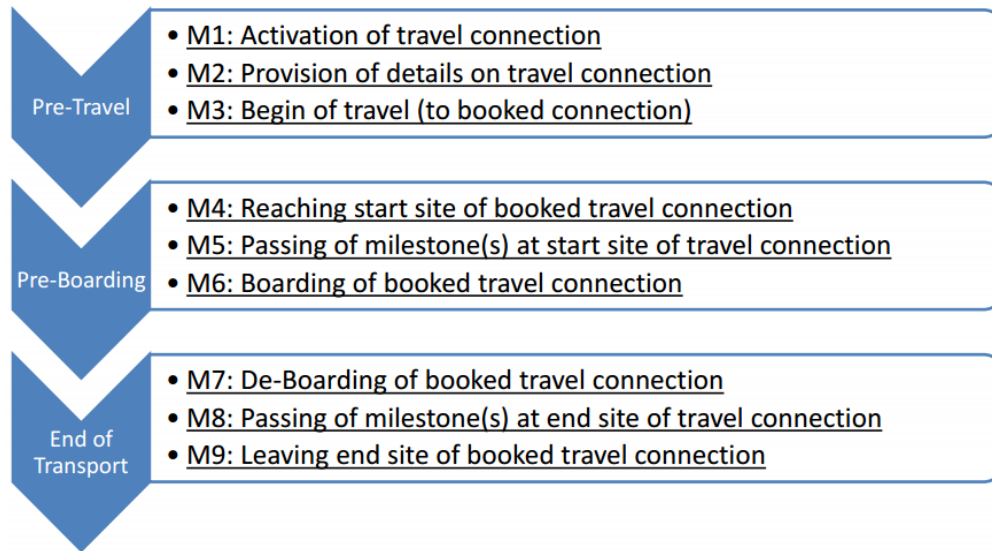 Pre-Travel
• M1: Activation of travel connection
• M2: Provision of details on travel connection
• M3: Begin of travel (to booked connection)
Pre-Boarding
• M4: Reaching start site of booked travel connection
• M5: Passing of milestone(s) at start site of travel connection
• M6: Boarding of booked travel connection
End of
Transport
• M7: De-Boarding of booked travel connection
• M8: Passing of milestone(s) at end site of travel connection
• M9: Leaving end site of booked travel connection